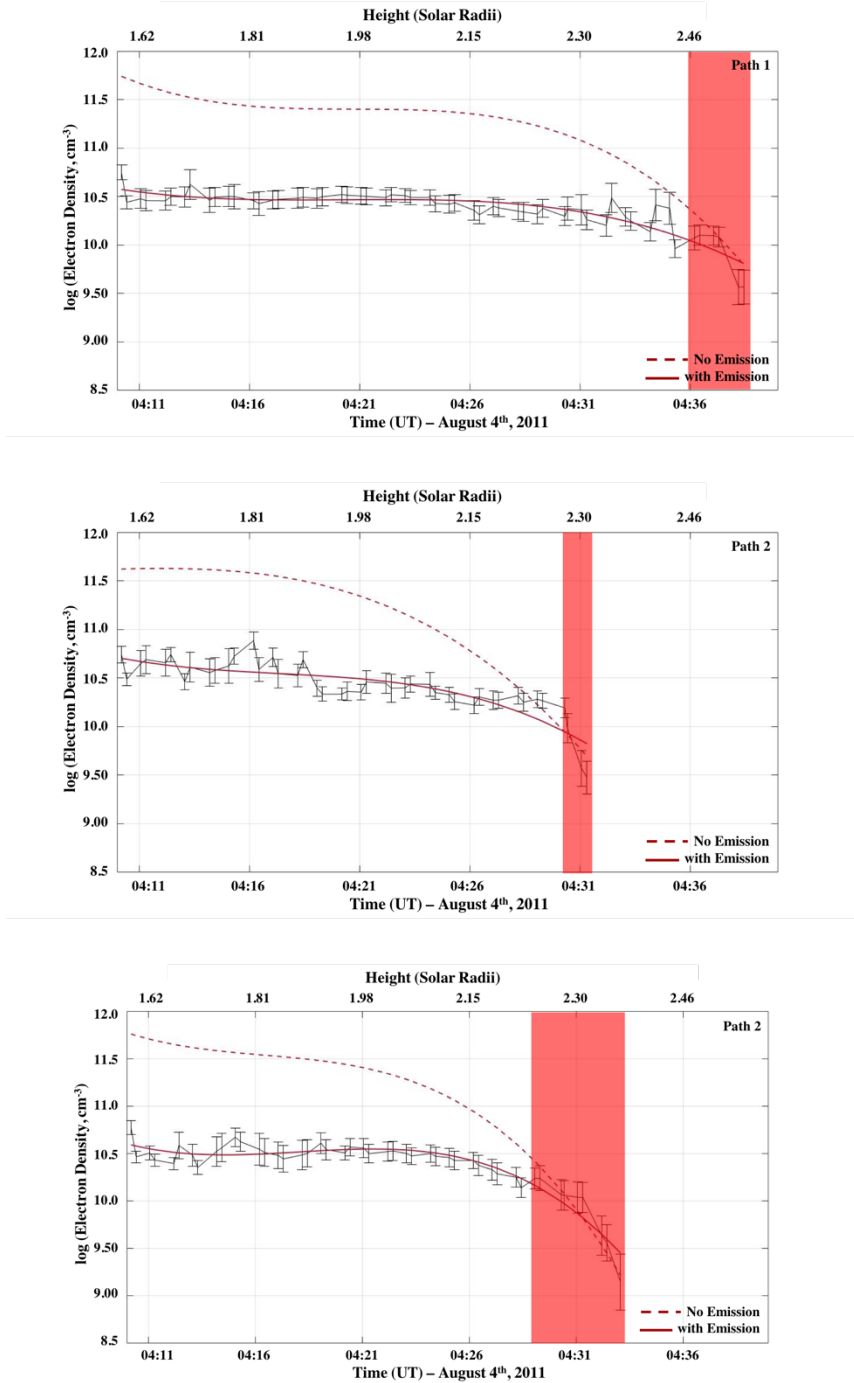 Height (Solar Radii)
1.62 1.81 1.98 2.15 2.30 2.46
12.0
Path 1
11.5
11.0
10.5
10.0
9.50
9.00
8.5
log (Electron Density, cm-3)
No Emission
with Emission
04:11 04:16 04:21 04:26 04:31 04:36
Time (UT) – August 4th, 2011
Height (Solar Radii)
1.62 1.81 1.98 2.15 2.30 2.46
12.0
Path 2
11.5
11.0
10.5
10.0
9.50
9.00
8.5
log (Electron Density, cm-3)
No Emission
with Emission
04:11 04:16 04:21 04:26 04:31 04:36
Time (UT) – August 4th, 2011
Height (Solar Radii)
1.62 1.81 1.98 2.15 2.30 2.46
12.0
Path 2
11.5
11.0
10.5
10.0
9.50
9.00
8.5
log (Electron Density, cm-3)
No Emission
with Emission
04:11 04:16 04:21 04:26 04:31 04:36
Time (UT) – August 4th, 2011